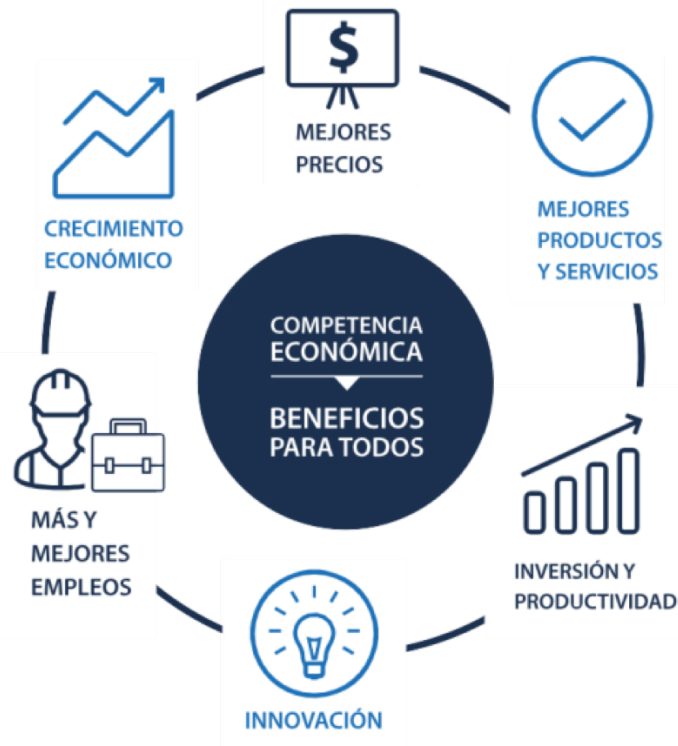 $
MEJORES
PRECIOS
MEJORES
PRODUCTOS
Y SERVICIOS
INVERSIÓN Y
PRODUCTIVIDAD
INNOVACIÓN
MÁS Y
MEJORES
EMPLEOS
CRECIMIENTO
ECONÓMICO
COMPETENCIA
ECONÓMICA
BENEFICIOS
PARA TODOS